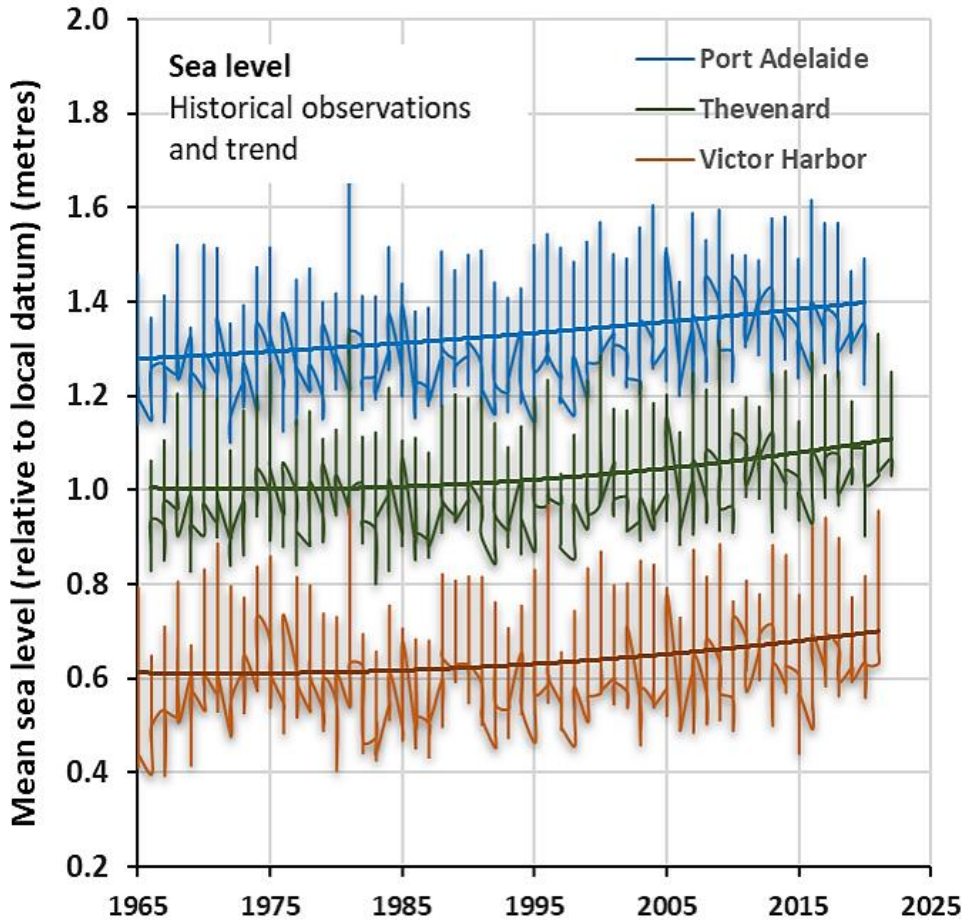 2.0
1.8
1.6
1.4
1.2
1.0
0.8
0.6
0.4
0.2
Mean sea level (relative to local datum) (metres)
Sea level
Historical observations
and trend
Port Adelaide
Thevenard
Victor Harbor
1965 1975 1985 1995 2005 2015 2025